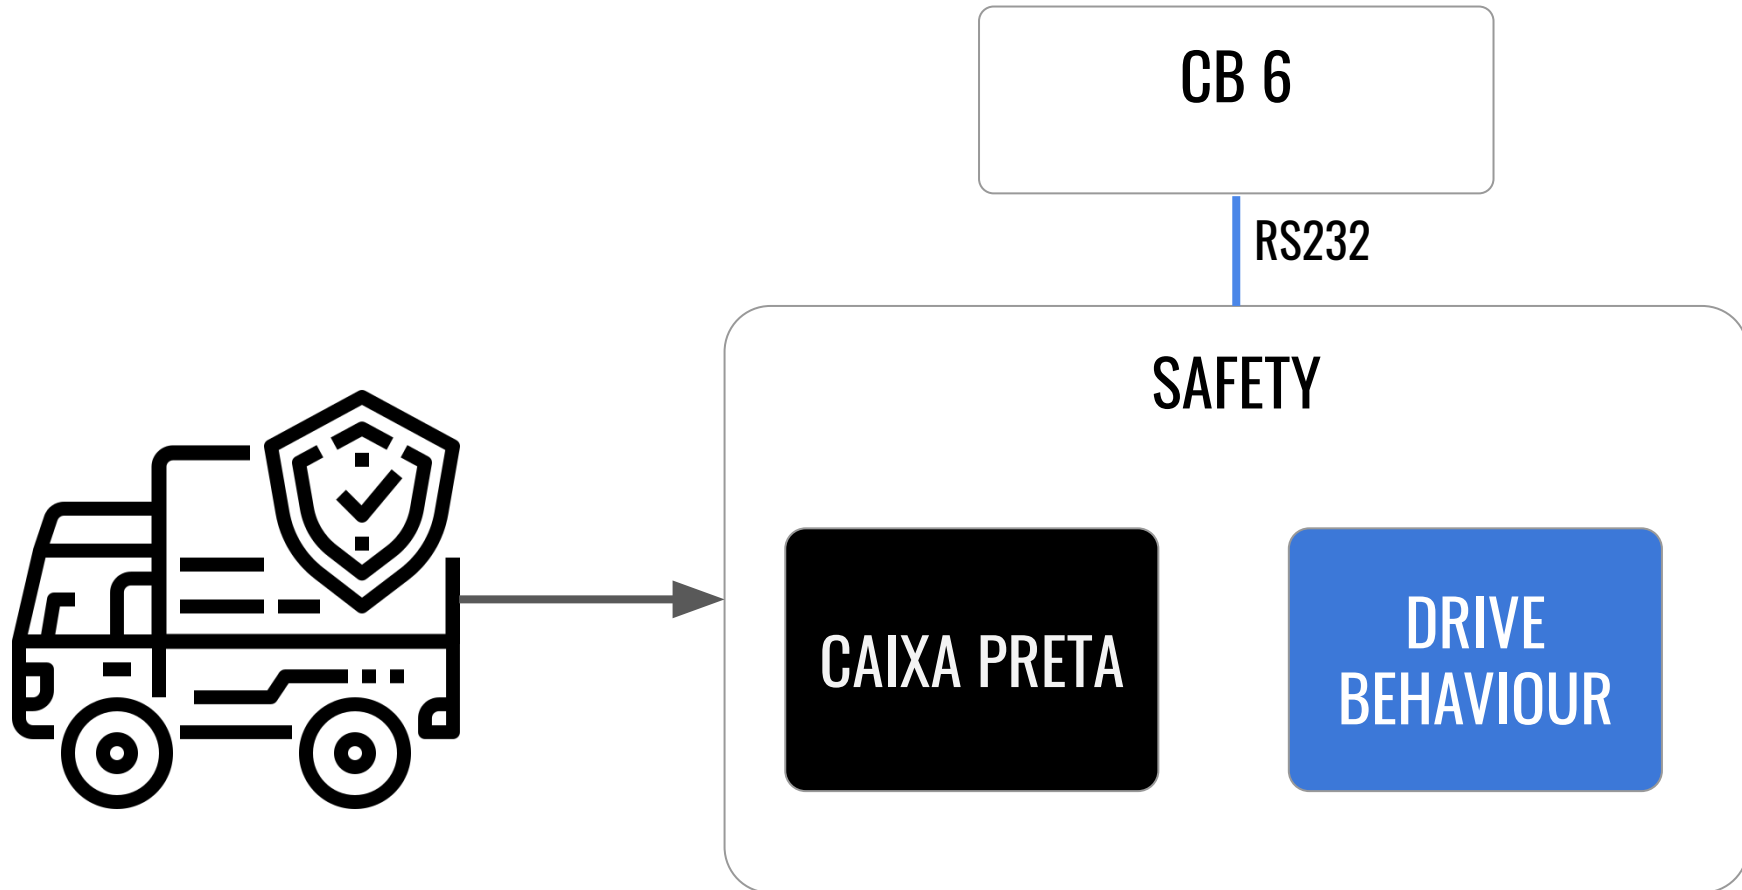 CB 6
RS232
SAFETY
CAIXA PRETA
DRIVE
BEHAVIOUR